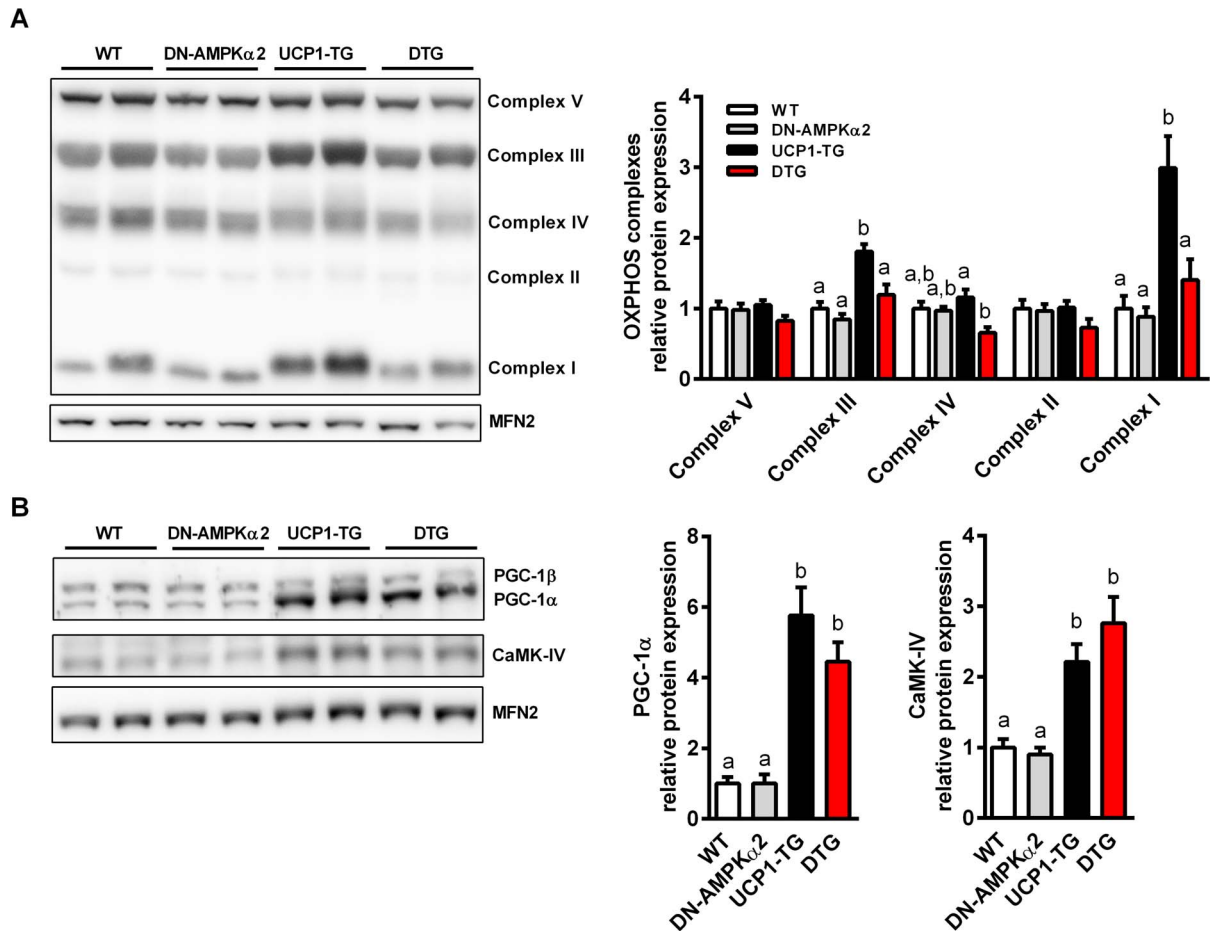 A
WT DN-AMPKα2 UCP1-TG DTG
Complex V
Complex III
Complex IV
Complex II
Complex I
MFN2
OXPHOS complexes
relative protein expression
4
3
2
1
0
WT
DN-AMPKα2
UCP1-TG
DTG
a a b a
a,b a,b a b
a a b a
Complex V
Complex III
Complex IV
Complex II
Complex I
B
WT DN-AMPKα2 UCP1-TG DTG
PGC-1β
PGC-1α
CaMK-IV
MFN2
PGC-1α
relative protein expression
8
6
4
2
0
a a b b
WT
DN-AMPKα2
UCP1-TG
DTG
CaMK-IV
relative protein expression
4
3
2
1
0
a a b b
WT
DN-AMPKα2
UCP1-TG
DTG